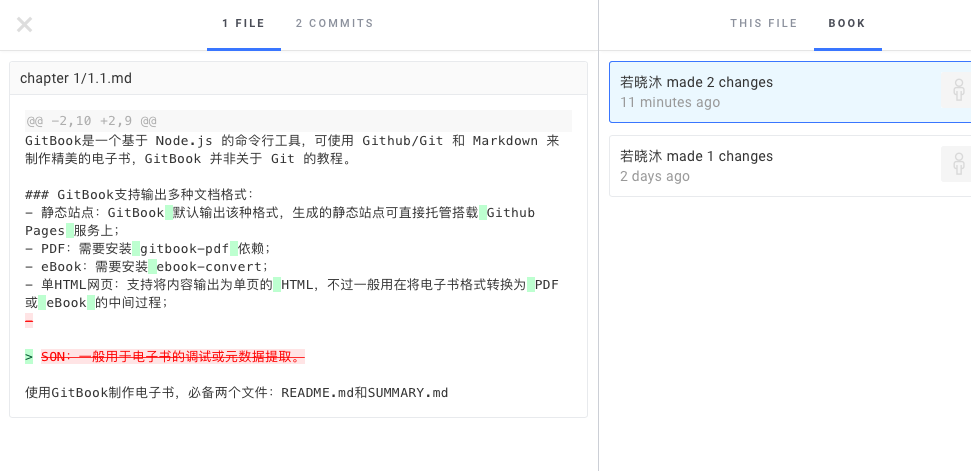 1 FILE
2 COMMITS
THIS FILE
BOOK
chapter 1/1.1.md
@@ -2,10 +2,9 @@
GitBook是一个基于 Node.js 的命令行工具，可使用 Github/Git 和 Markdown 来
制作精美的电子书，GitBook 并非关于 Git 的教程。
### GitBook支持输出多种文档格式：
- 静态站点：GitBook 默认输出该种格式，生成的静态站点可直接托管搭载 Github
Pages 服务上；
- PDF：需要安装 gitbook-pdf 依赖；
- eBook：需要安装 ebook-convert；
- 单HTML网页：支持将内容输出为单页的 HTML，不过一般用在将电子书格式转换为 PDF
或 eBook 的中间过程；
-
> SON：一般用于电子书的调试或元数据提取。
使用GitBook制作电子书，必备两个文件：README.md和SUMMARY.md
若晓沐 made 2 changes
11 minutes ago
若晓沐 made 1 changes
2 days ago